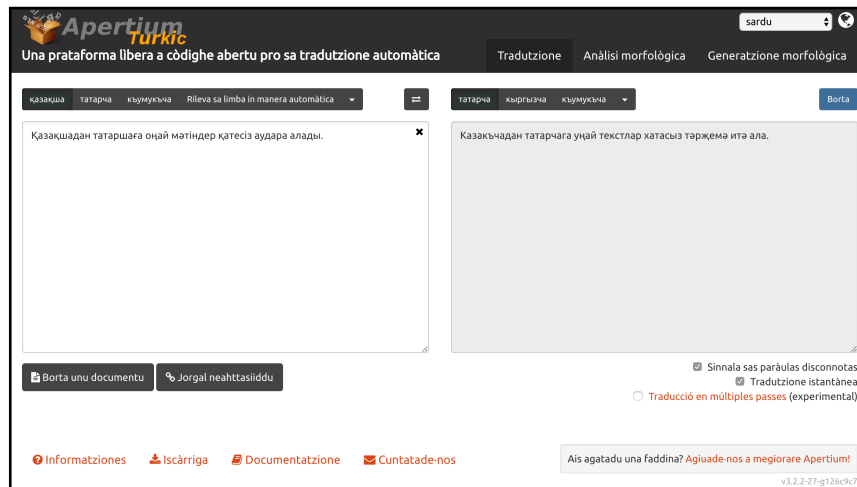 Apertium
Turkic
sardu
Una prataforma lìbera a còdighe abertu pro sa tradutzione automàtica
Tradutzione
Anàlisi morfològica
Generatzione morfològica
қазақша татарча къумукъча Rileva sa limba in manera automàtica
татарча кыргызча къумукъча
Borta
Қазақшадан татаршаға оңай мәтіндер қатесіз аудара алады.
Казакъчадан татарчага уңай текстлар хатасыз тәрҗемә итә ала.
Borta unu documentu
Jorgal neahttasiiddu
Sinnala sas paràulas disconnotas
Tradutzione istantànea
Traducció en múltiples passes (experimental)
Informatziones
Iscàrriga
Documentatzione
Cuntatade·nos
Ais agatadu una faddina? Agiuade·nos a megiorare Apertium!
v3.2.2-27-g126c9c7